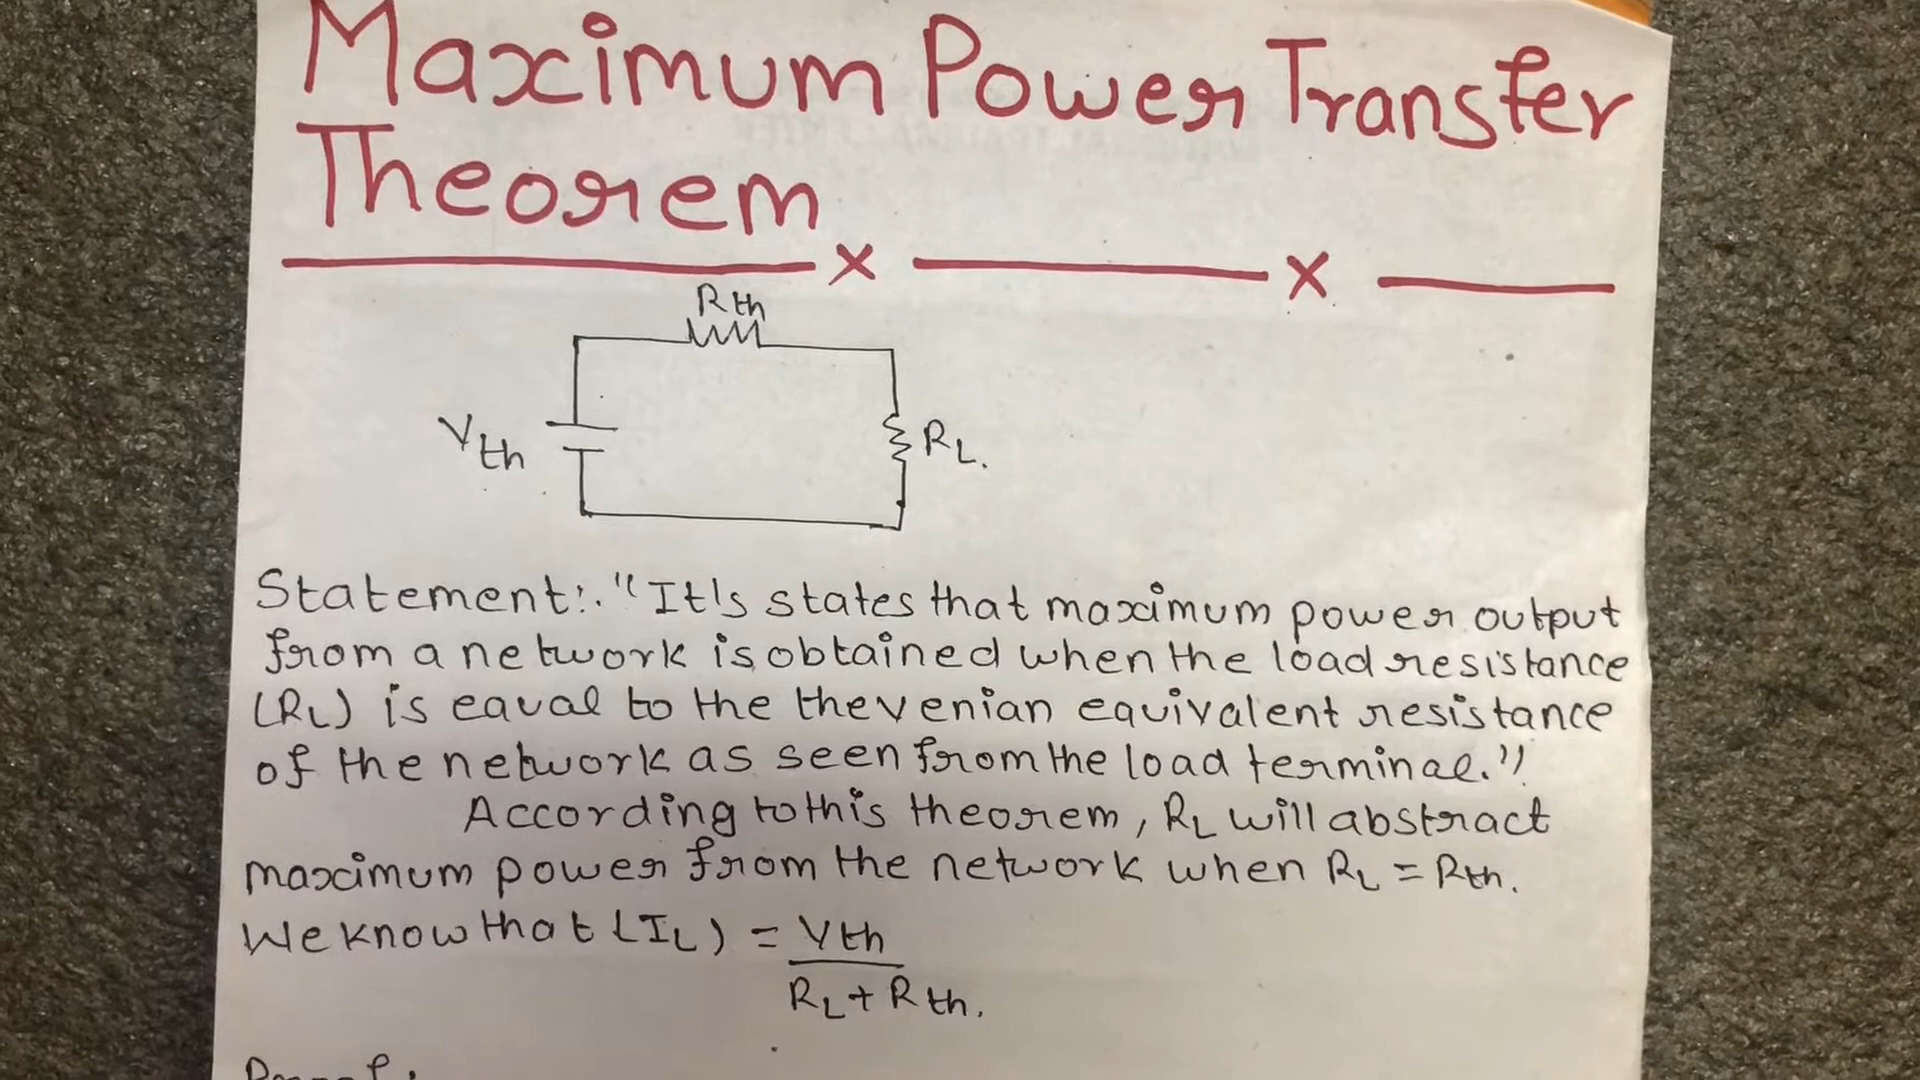 Maximum Power Transfer
Theorem
x x
Rth
Vth
RL.
Statement:. "It's states that maximum power output
from a network is obtained when the load resistance
(RL) is eaual to the thevenian equivalent resistance
of the network as seen from the load terminal."
According to this theorem, RL will abstract
maximum power from the network when RL = Rth.
We know that (IL) = Vth
RL + Rth.